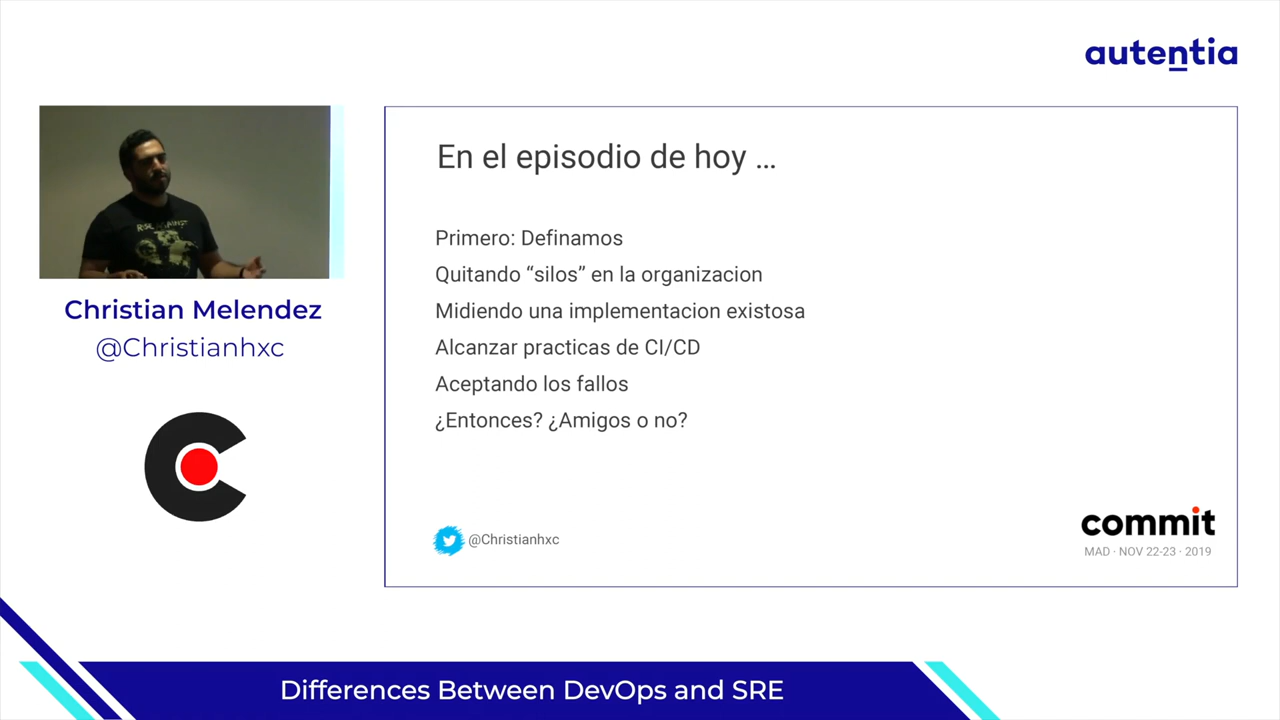 autentia
En el episodio de hoy ...
Primero: Definamos
Quitando “silos” en la organizacion
Midiendo una implementacion existosa
Alcanzar practicas de CI/CD
Aceptando los fallos
¿Entonces? ¿Amigos o no?
@Christianhxc
commit
MAD · NOV 22-23 · 2019
RISE AGAINST
Christian Melendez
@Christianhxc
Differences Between DevOps and SRE